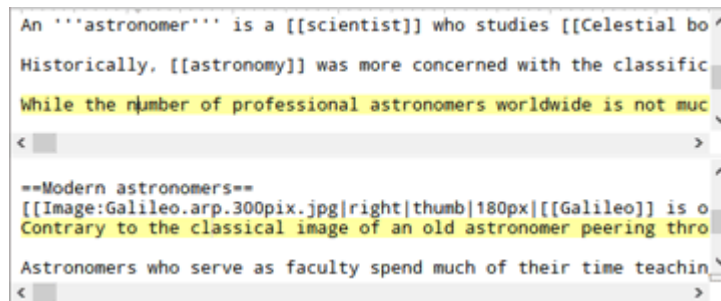 An '''astronomer''' is a [[scientist]] who studies [[Celestial bo
Historically, [[astronomy]] was more concerned with the classific
While the number of professional astronomers worldwide is not muc
==Modern astronomers==
[[Image:Galileo.arp.300pix.jpg|right|thumb|180px|[[Galileo]] is o
Contrary to the classical image of an old astronomer peering thro
Astronomers who serve as faculty spend much of their time teachin